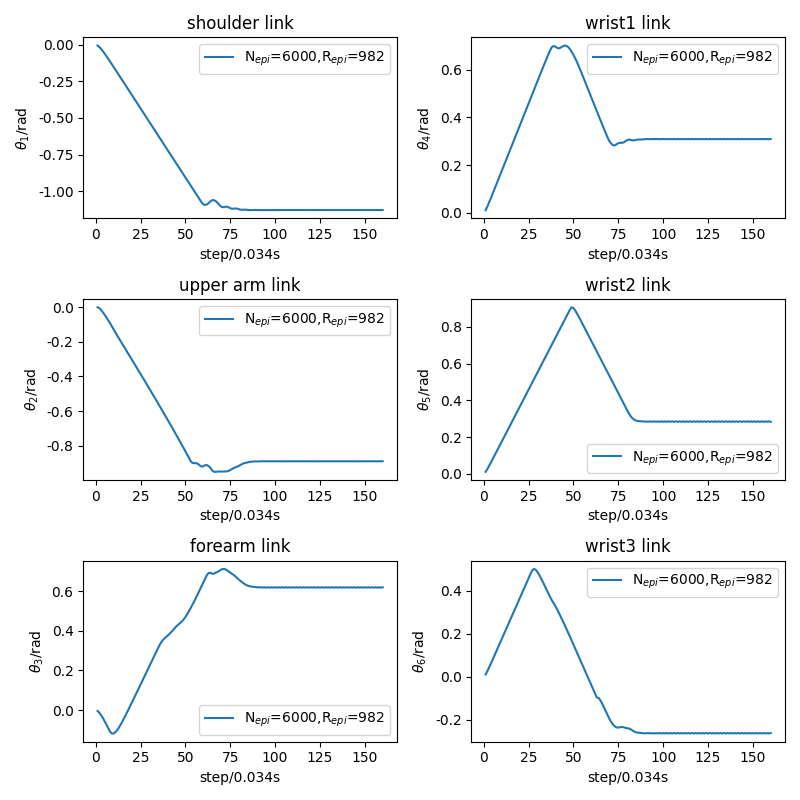 shoulder link
θ1/rad
0.00
-0.25
-0.50
-0.75
-1.00
Nepi=6000,Repi=982
0 25 50 75 100 125 150
step/0.034s
wrist1 link
θ4/rad
0.6
0.4
0.2
0.0
Nepi=6000,Repi=982
0 25 50 75 100 125 150
step/0.034s
upper arm link
θ2/rad
0.0
-0.2
-0.4
-0.6
-0.8
Nepi=6000,Repi=982
0 25 50 75 100 125 150
step/0.034s
wrist2 link
θ5/rad
0.8
0.6
0.4
0.2
0.0
Nepi=6000,Repi=982
0 25 50 75 100 125 150
step/0.034s
forearm link
θ3/rad
0.6
0.4
0.2
0.0
Nepi=6000,Repi=982
0 25 50 75 100 125 150
step/0.034s
wrist3 link
θ6/rad
0.4
0.2
0.0
-0.2
Nepi=6000,Repi=982
0 25 50 75 100 125 150
step/0.034s